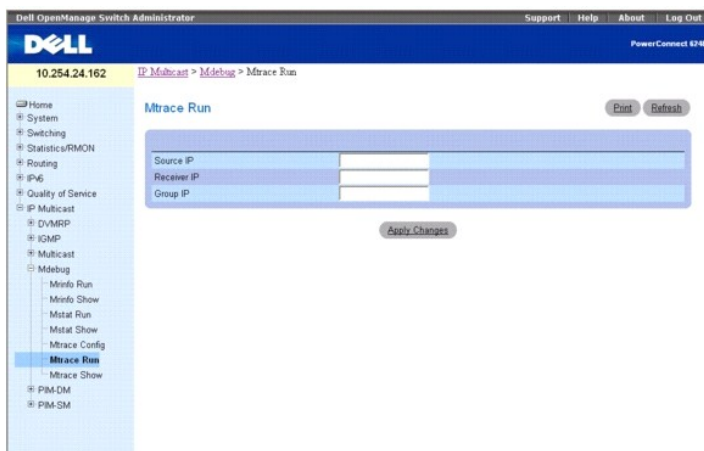 Dell OpenManage Switch Administrator
Support Help About Log Out
DELL
PowerConnect 624
10.254.24.162
IP Multicast > Mdebug > Mtrace Run
Home
System
Switching
Statistics/RMON
Routing
IPv6
Quality of Service
IP Multicast
DVMRP
IGMP
Multicast
Mdebug
Mrinfo Run
Mrinfo Show
Mstat Run
Mstat Show
Mtrace Config
Mtrace Run
Mtrace Show
PIM-DM
PIM-SM
Mtrace Run
Print Refresh
Source IP
Receiver IP
Group IP
Apply Changes